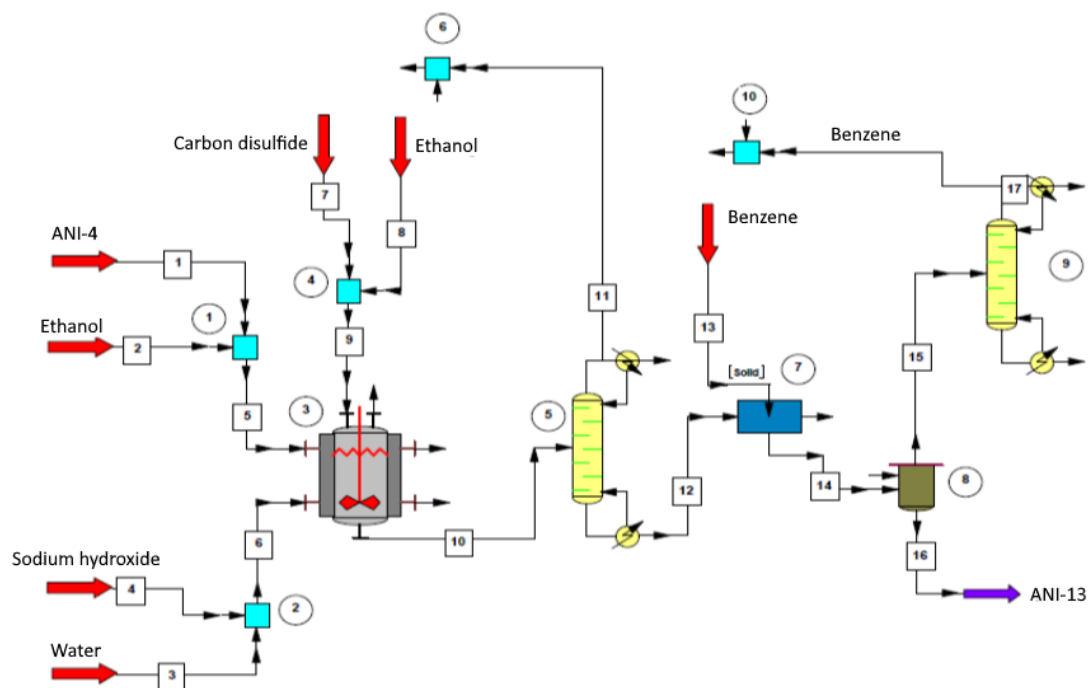 6
10
Carbon disulfide
Ethanol
Benzene
17
7
Benzene
8
ANI-4
1
4
9
11
Ethanol
1
13
2
9
[Solid]
7
15
5
3
5
12
14
8
6
10
16
Sodium hydroxide
4
2
ANI-13
Water
3